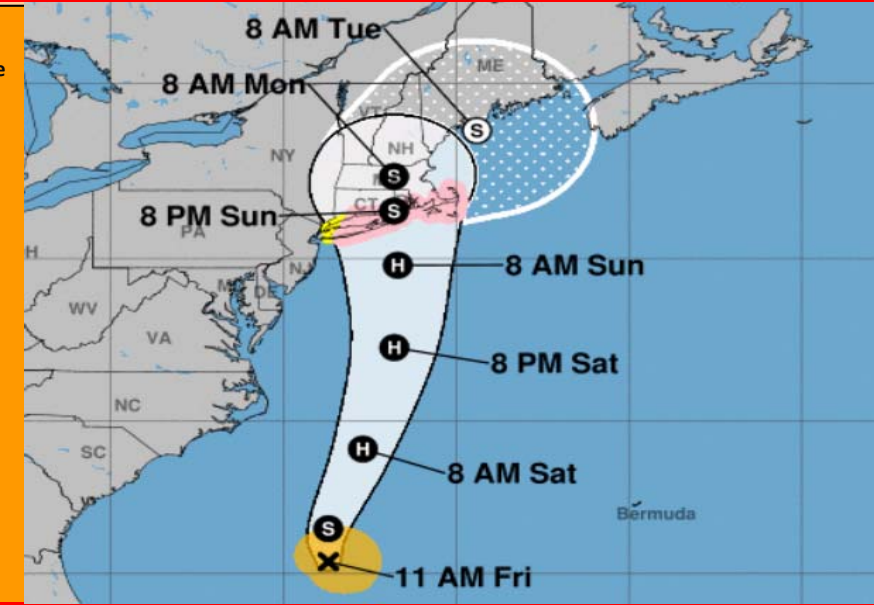 e
8 AM Tue
ME
8 AM Mon
VT
NH
NY
S
S
CT
8 PM Sun
S
PA
H
8 AM Sun
NJ
H
DE
WV
VA
H
8 PM Sat
NC
SC
H
8 AM Sat
S
Bermuda
11 AM Fri